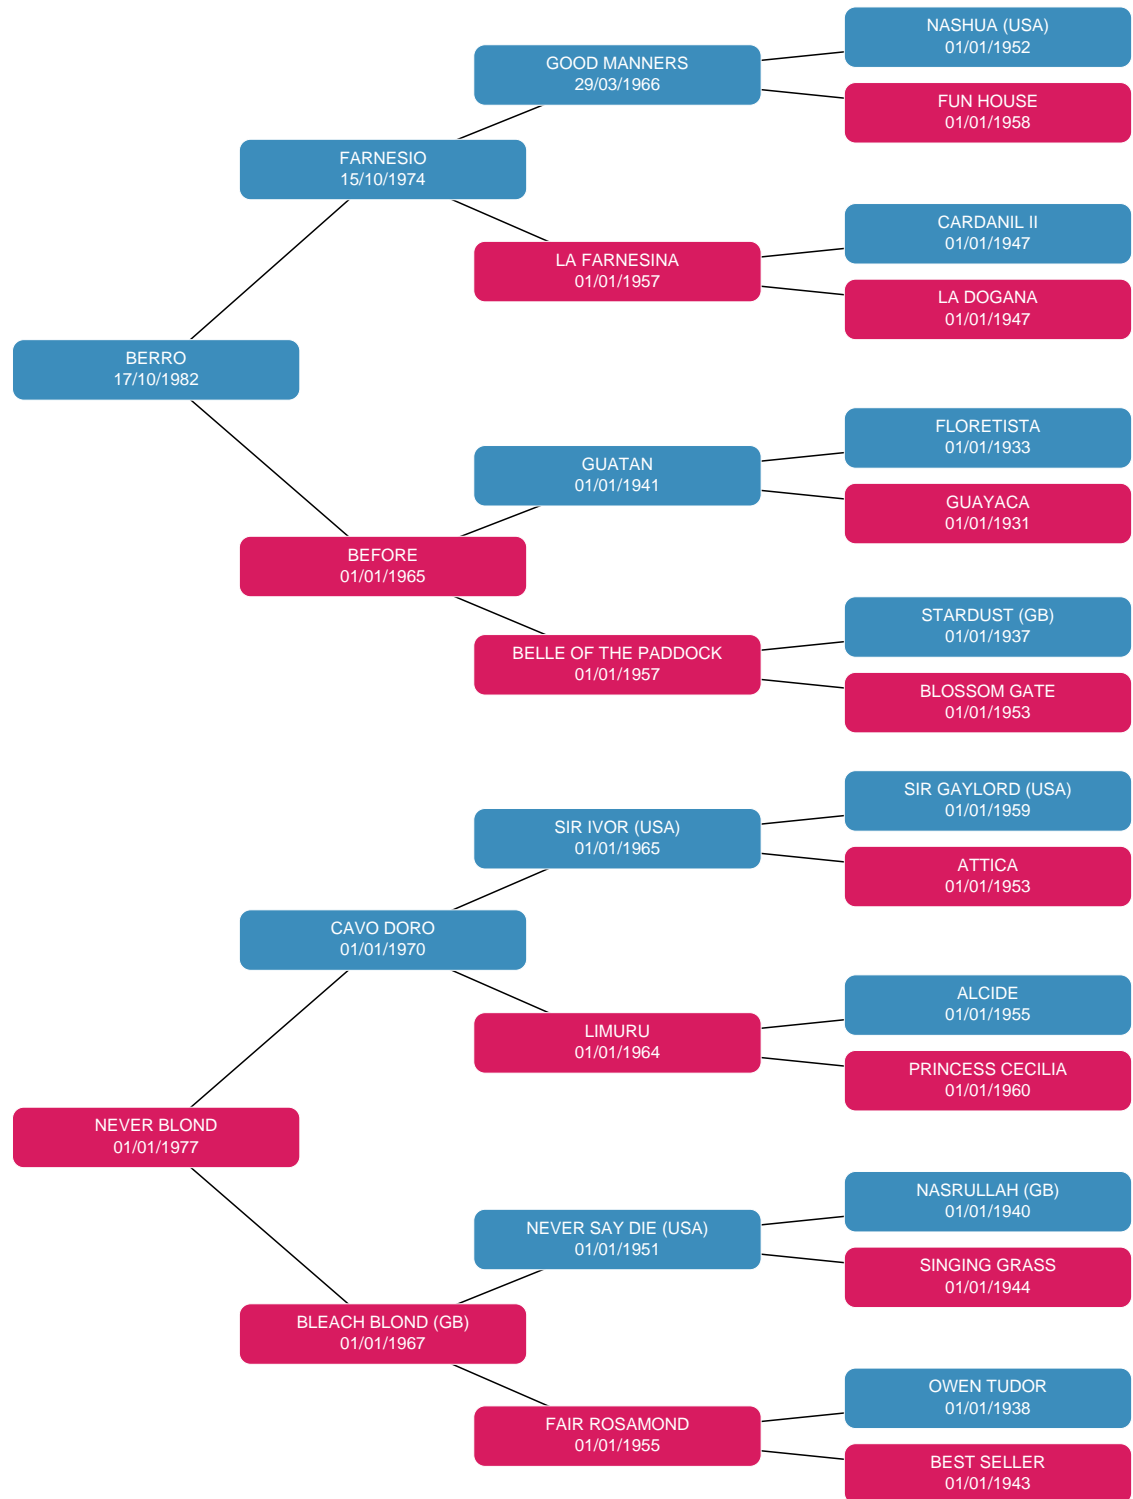 NASHUA (USA)
01/01/1952
GOOD MANNERS
29/03/1966
FUN HOUSE
01/01/1958
FARNESIO
15/10/1974
CARDANIL II
01/01/1947
LA FARNESINA
01/01/1957
LA DOGANA
01/01/1947
BERRO
17/10/1982
FLORETISTA
01/01/1933
GUATAN
01/01/1941
GUAYACA
01/01/1931
BEFORE
01/01/1965
STARDUST (GB)
01/01/1937
BELLE OF THE PADDOCK
01/01/1957
BLOSSOM GATE
01/01/1953
SIR GAYLORD (USA)
01/01/1959
SIR IVOR (USA)
01/01/1965
ATTICA
01/01/1953
CAVO DORO
01/01/1970
ALCIDE
01/01/1955
LIMURU
01/01/1964
PRINCESS CECILIA
01/01/1960
NEVER BLOND
01/01/1977
NASRULLAH (GB)
01/01/1940
NEVER SAY DIE (USA)
01/01/1951
SINGING GRASS
01/01/1944
BLEACH BLOND (GB)
01/01/1967
OWEN TUDOR
01/01/1938
FAIR ROSAMOND
01/01/1955
BEST SELLER
01/01/1943